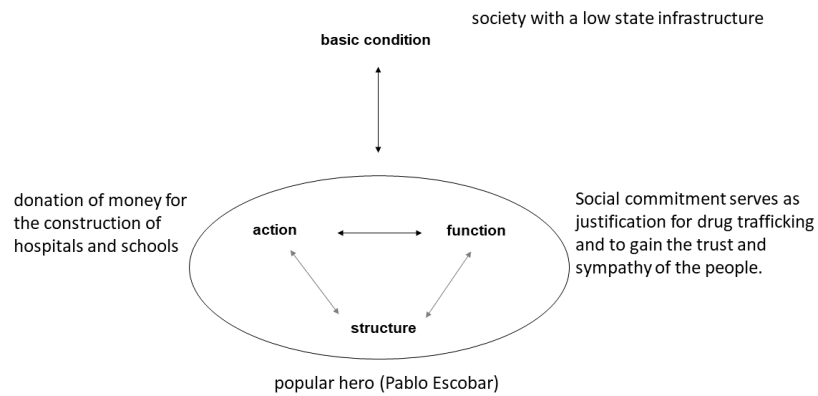 society with a low state infrastructure
basic condition
donation of money for
the construction of
hospitals and schools
action
function
Social commitment serves as
justification for drug trafficking
and to gain the trust and
sympathy of the people.
structure
popular hero (Pablo Escobar)